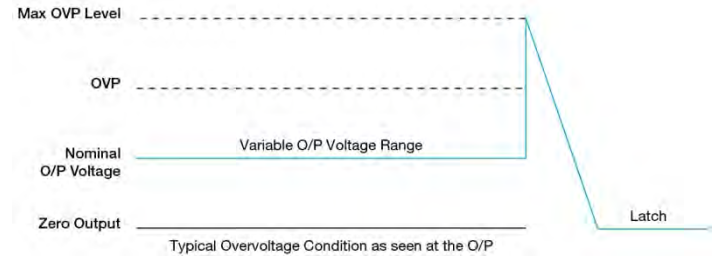 Max OVP Level
OVP
Variable O/P Voltage Range
Nominal
O/P Voltage
Zero Output
Latch
Typical Overvoltage Condition as seen at the O/P